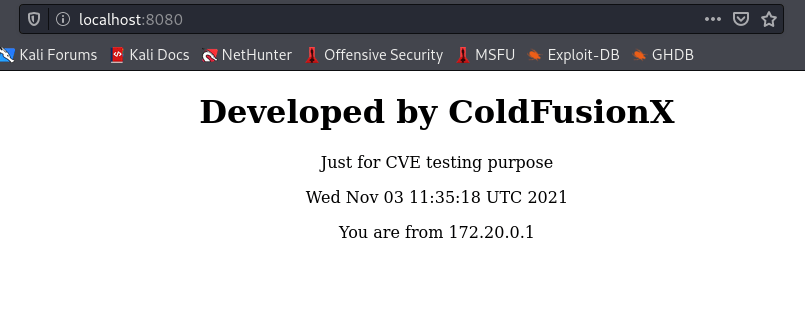 localhost:8080
Kali Forums Kali Docs NetHunter Offensive Security MSFU Exploit-DB GHDB
Developed by ColdFusionX
Just for CVE testing purpose
Wed Nov 03 11:35:18 UTC 2021
You are from 172.20.0.1